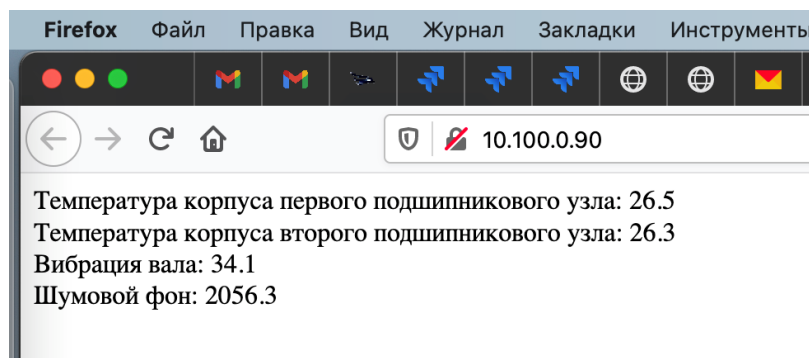 Firefox Файл Правка Вид Журнал Закладки Инструменты
10.100.0.90
Температура корпуса первого подшипникового узла: 26.5
Температура корпуса второго подшипникового узла: 26.3
Вибрация вала: 34.1
Шумовой фон: 2056.3